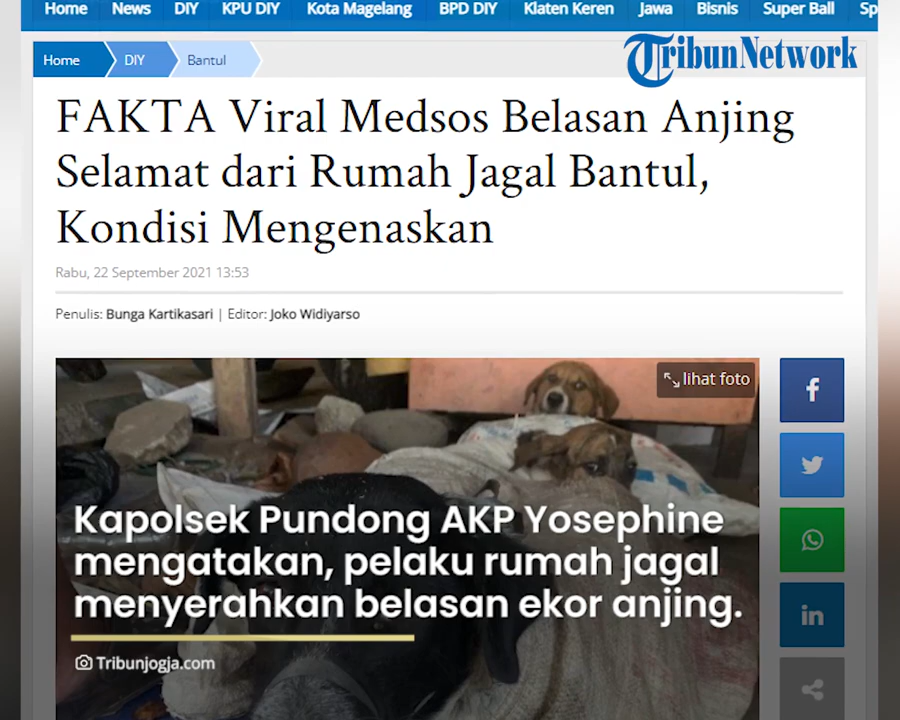 Home News DIY KPU DIY Kota Magelang BPD DIY Klaten Keren Jawa Bisnis Super Ball Sp
Home DIY Bantul
TribunNetwork
FAKTA Viral Medsos Belasan Anjing
Selamat dari Rumah Jagal Bantul,
Kondisi Mengenaskan
Rabu, 22 September 2021 13:53
Penulis: Bunga Kartikasari | Editor: Joko Widiyarso
lihat foto
Kapolsek Pundong AKP Yosephine
mengatakan, pelaku rumah jagal
menyerahkan belasan ekor anjing.
Tribunjogja.com